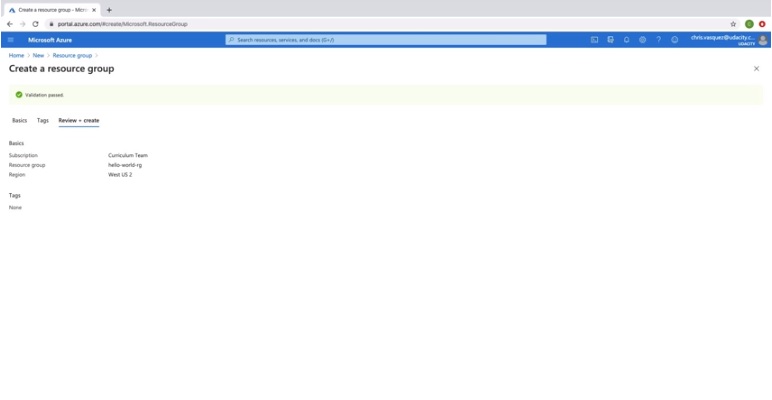 Create a resource group - Micro
portal.azure.com/#create/Microsoft.ResourceGroup
Microsoft Azure
Search resources, services, and docs (G+/)
chris.vasquez@udacity.c...
UDACITY
Home > New > Resource group >
Create a resource group
Validation passed.
Basics Tags Review + create
Basics
Subscription Curriculum Team
Resource group hello-world-rg
Region West US 2
Tags
None